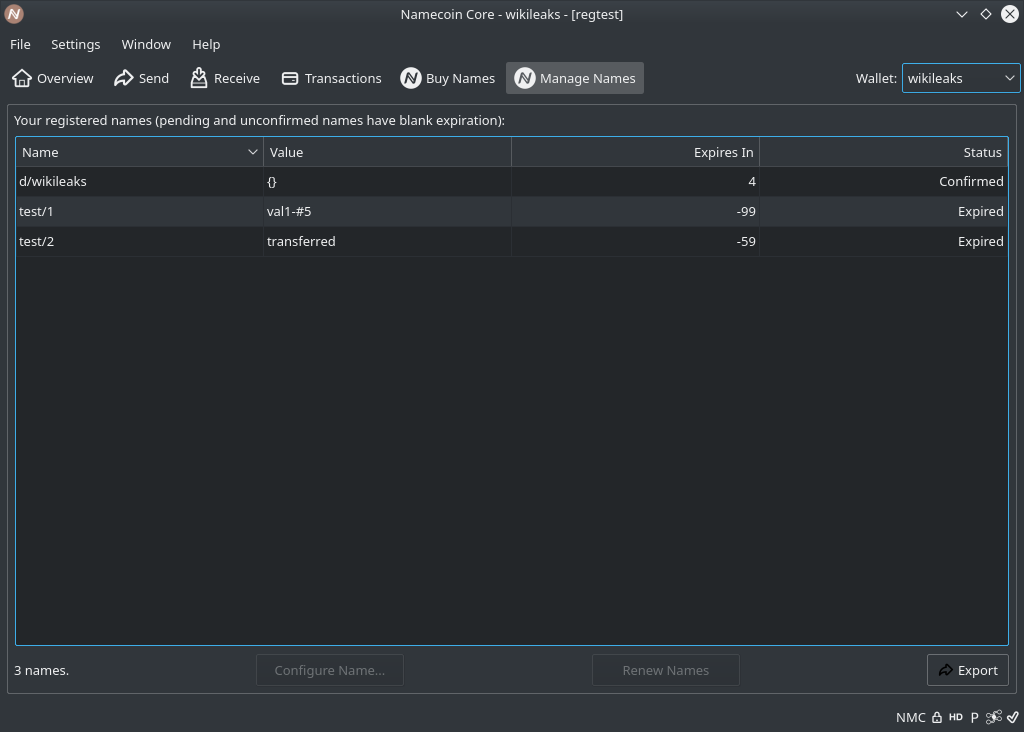 Namecoin Core - wikileaks - [regtest]
File Settings Window Help
Overview Send Receive Transactions Buy Names Manage Names Wallet: wikileaks
Your registered names (pending and unconfirmed names have blank expiration):
Name Value Expires In Status
d/wikileaks {} 4 Confirmed
test/1 val1-#5 -99 Expired
test/2 transferred -59 Expired
3 names. Configure Name... Renew Names Export
NMC HD P